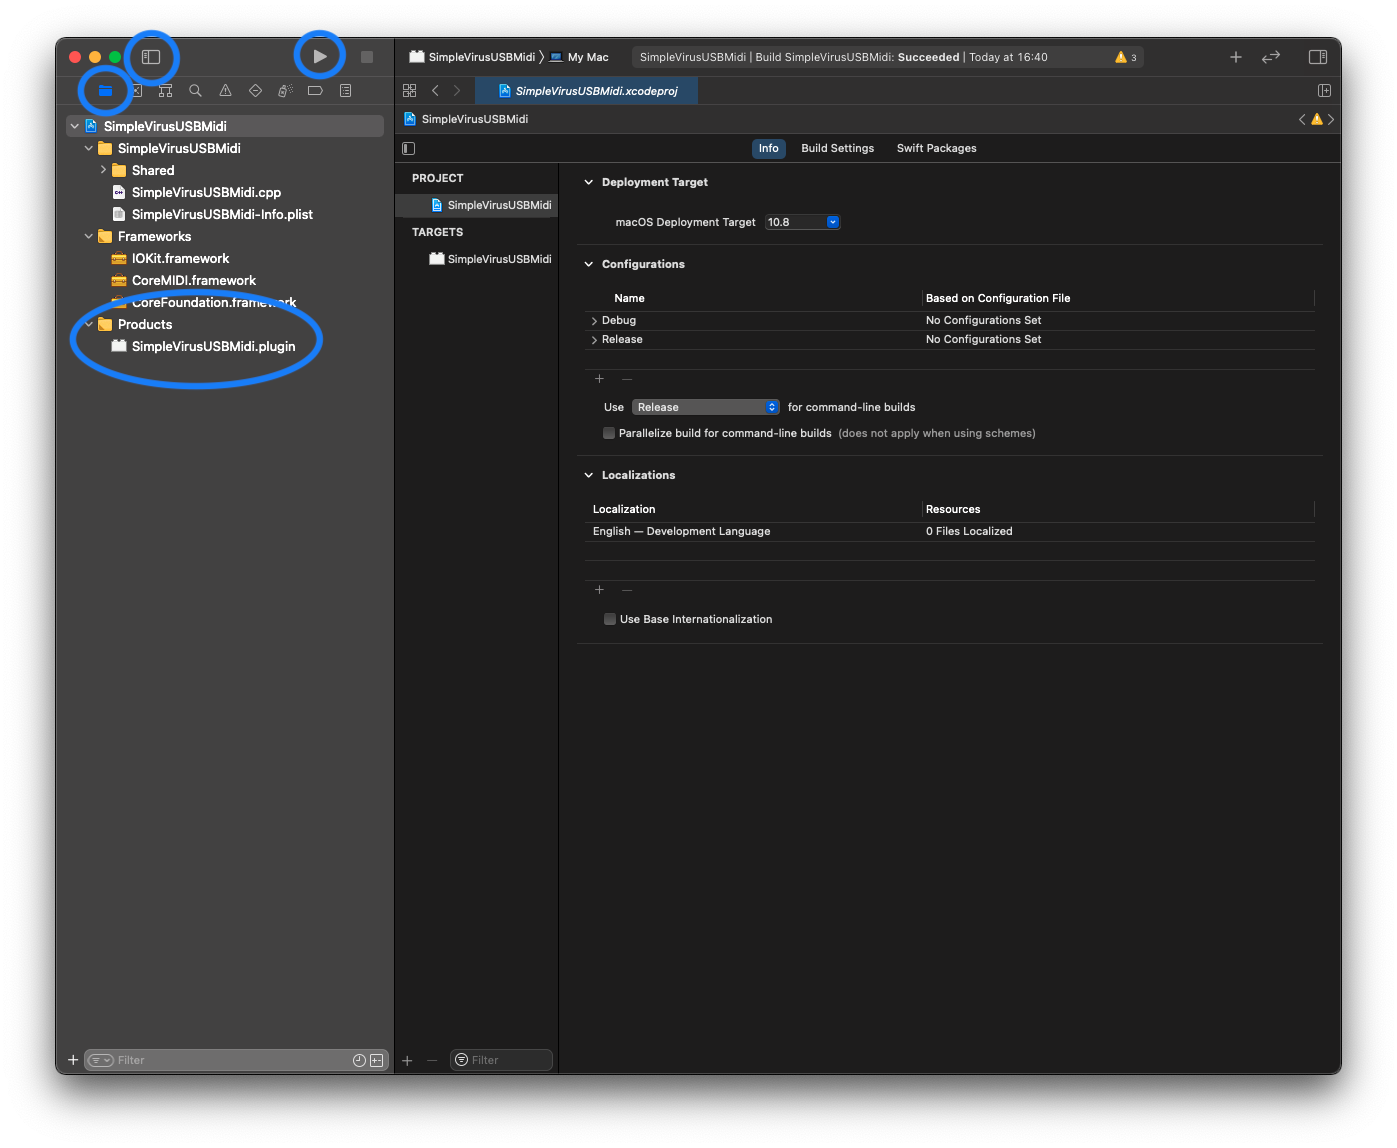 SimpleVirusUSBMidi
My Mac
SimpleVirusUSBMidi | Build SimpleVirusUSBMidi: Succeeded | Today at 16:40
3
SimpleVirusUSBMidi.xcodeproj
SimpleVirusUSBMidi
SimpleVirusUSBMidi
SimpleVirusUSBMidi
Shared
SimpleVirusUSBMidi.cpp
SimpleVirusUSBMidi-Info.plist
Frameworks
IOKit.framework
CoreMIDI.framework
CoreFoundation.framework
Products
SimpleVirusUSBMidi.plugin
Filter
PROJECT
SimpleVirusUSBMidi
TARGETS
SimpleVirusUSBMidi
Filter
Info Build Settings Swift Packages
Deployment Target
macOS Deployment Target 10.8
Configurations
Name Based on Configuration File
Debug No Configurations Set
Release No Configurations Set
Use Release for command-line builds
Parallelize build for command-line builds (does not apply when using schemes)
Localizations
Localization Resources
English — Development Language 0 Files Localized
Use Base Internationalization